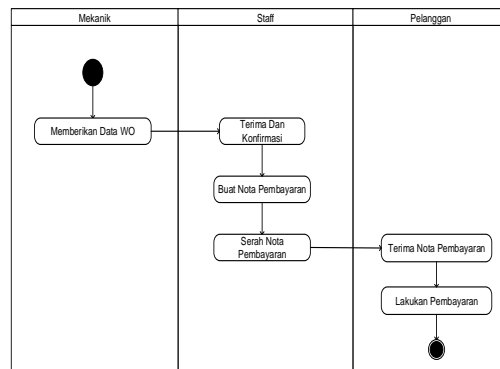 Mekanik
Staff
Pelanggan
Memberikan Data WO
Terima Dan
Konfirmasi
Buat Nota Pembayaran
Serah Nota
Pembayaran
Terima Nota Pembayaran
Lakukan Pembayaran